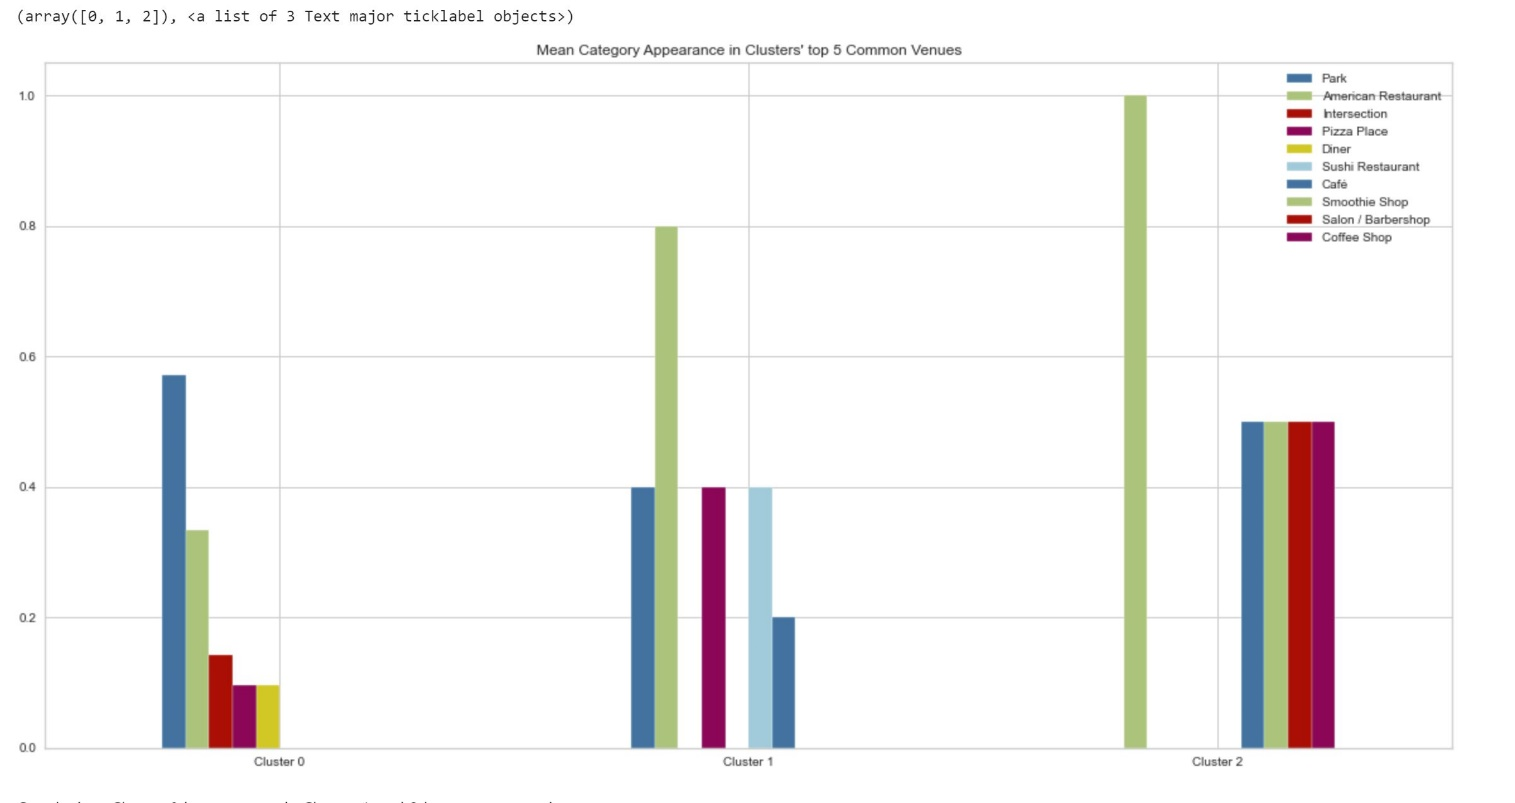 (array([0, 1, 2]), <a list of 3 Text major ticklabel objects>)
Mean Category Appearance in Clusters' top 5 Common Venues
1.0
0.8
0.6
0.4
0.2
0.0
Park
American Restaurant
Intersection
Pizza Place
Diner
Sushi Restaurant
Café
Smoothie Shop
Salon / Barbershop
Coffee Shop
Cluster 0
Cluster 1
Cluster 2